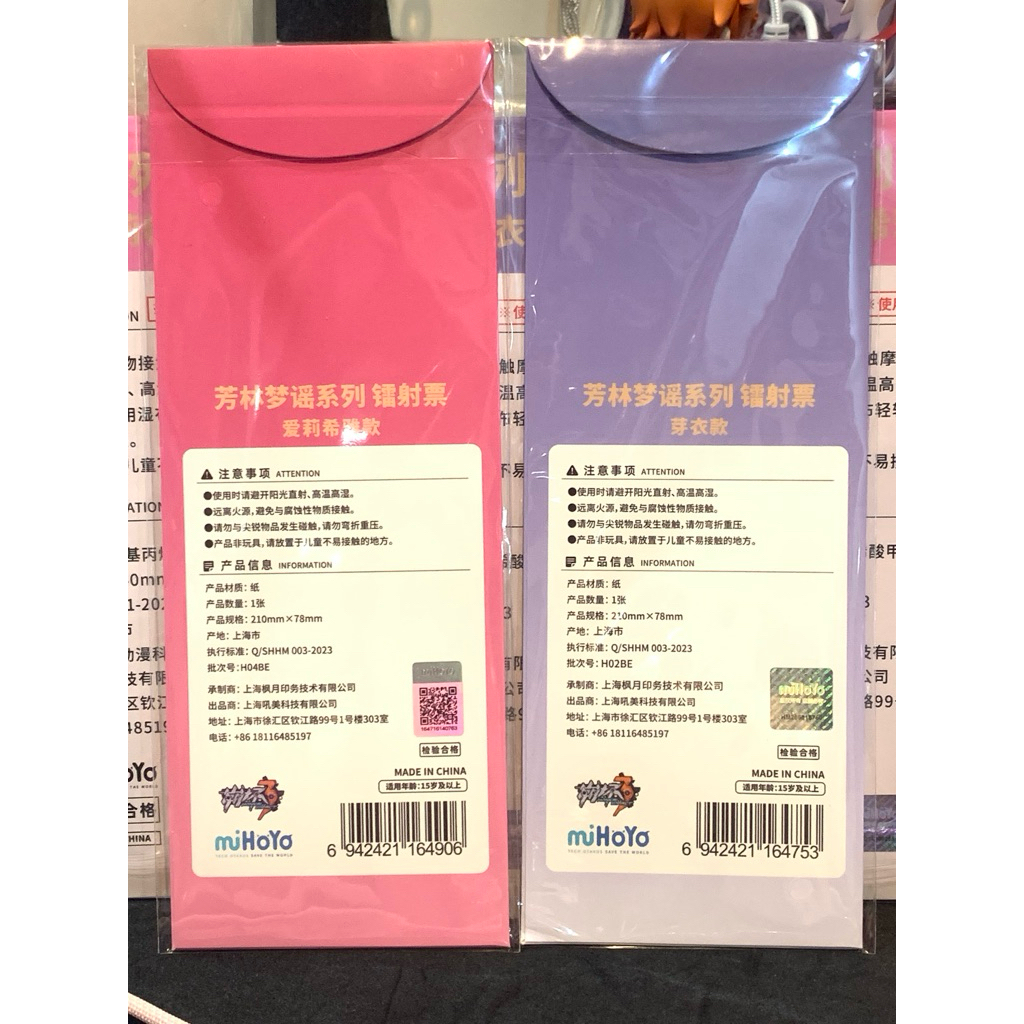 芳林梦谣系列 镭射票
爱莉希雅款
注意事项 ATTENTION
●使用时请避开阳光直射、高温高湿。
●远离火源，避免与腐蚀性物质接触。
●请勿与尖锐物品发生碰触，请勿弯折重压。
●产品非玩具，请放置于儿童不易接触的地方。
产品信息 INFORMATION
产品材质：纸
产品数量：1张
产品规格：210mm×78mm
产地：上海市
执行标准：Q/SHHM 003-2023
批次号：H04BE
承制商：上海枫月印务技术有限公司
出品商：上海吼美科技有限公司
地址：上海市徐汇区钦江路99号1号楼303室
电话：+86 18116485197
miHoYo
164716140763
检验合格
MADE IN CHINA
适用年龄：15岁及以上
崩坏3
miHoYo
TECH OTAKUS SAVE THE WORLD
6 942421 164906
芳林梦谣系列 镭射票
芽衣款
注意事项 ATTENTION
●使用时请避开阳光直射、高温高湿。
●远离火源，避免与腐蚀性物质接触。
●请勿与尖锐物品发生碰触，请勿弯折重压。
●产品非玩具，请放置于儿童不易接触的地方。
产品信息 INFORMATION
产品材质：纸
产品数量：1张
产品规格：210mm×78mm
产地：上海市
执行标准：Q/SHHM 003-2023
批次号：H02BE
承制商：上海枫月印务技术有限公司
出品商：上海吼美科技有限公司
地址：上海市徐汇区钦江路99号1号楼303室
电话：+86 18116485197
miHoYo
检验合格
MADE IN CHINA
适用年龄：15岁及以上
崩坏3
miHoYo
TECH OTAKUS SAVE THE WORLD
6 942421 164753